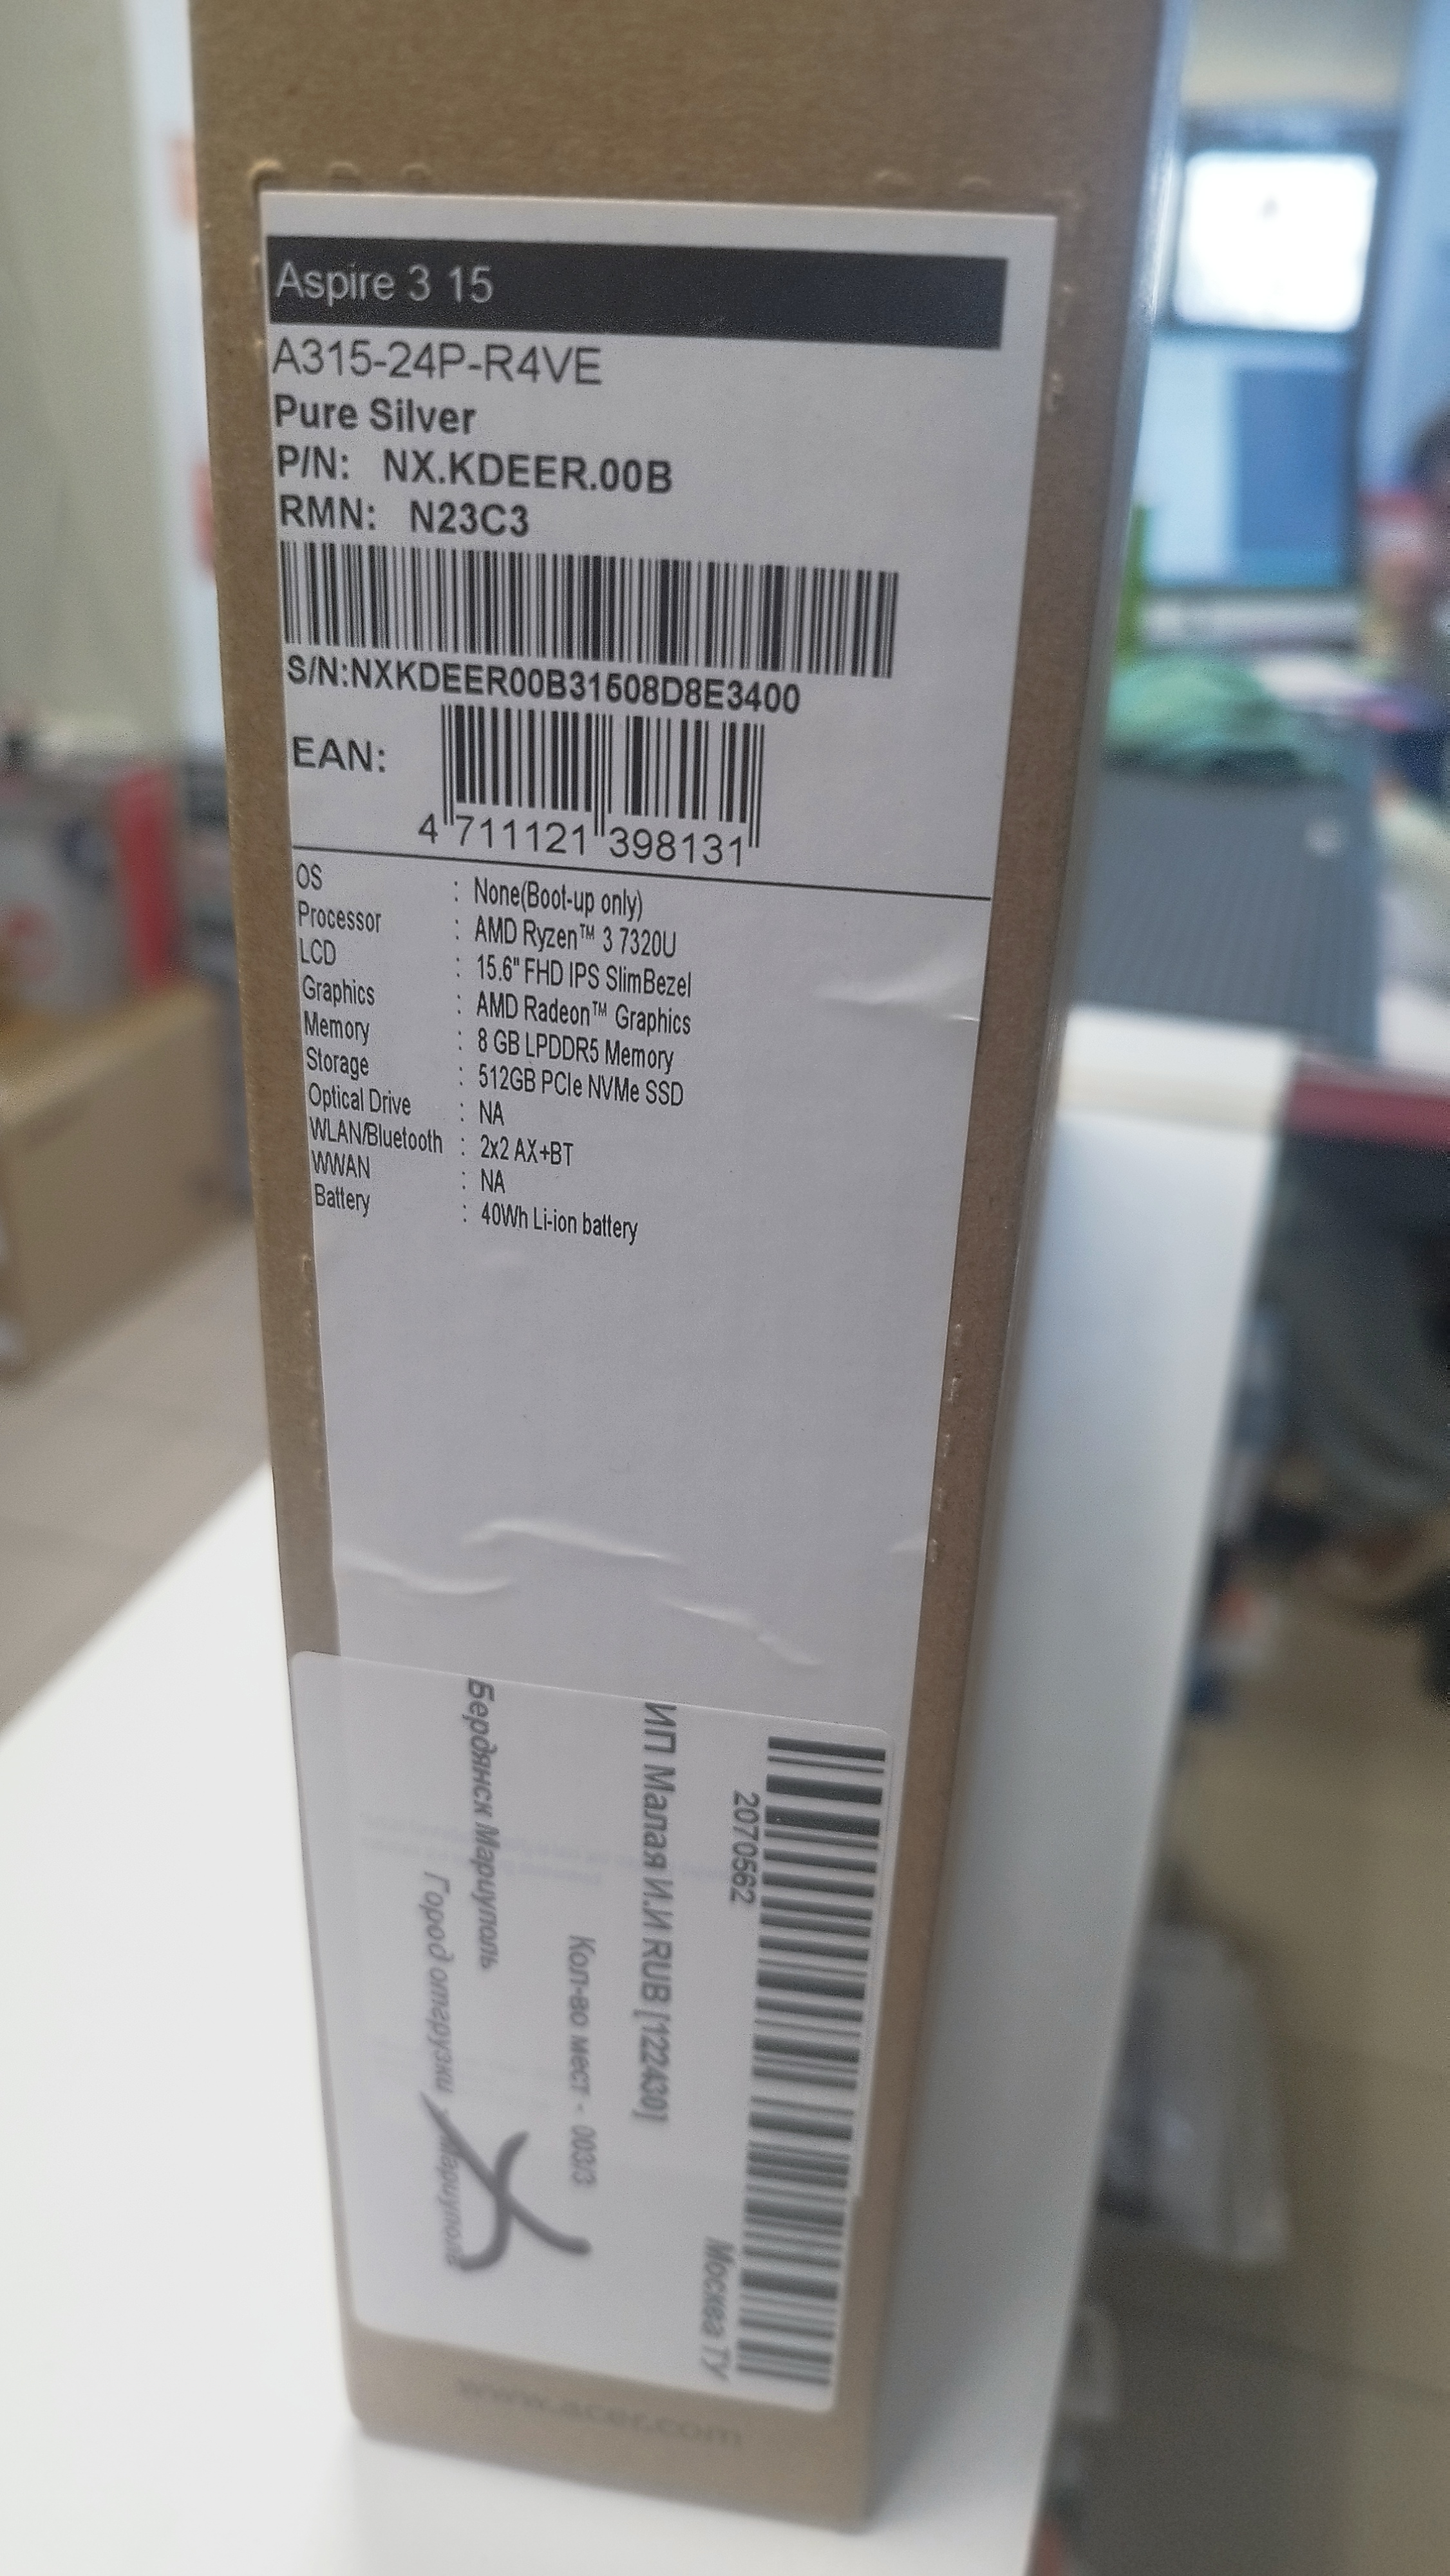 Aspire 3 15
A315-24P-R4VE
Pure Silver
P/N: NX.KDEER.00B
RMN: N23C3
S/N:NXKDEER00B31508D8E3400
EAN:
4 711121 398131
OS : None(Boot-up only)
Processor : AMD Ryzen™ 3 7320U
LCD : 15.6" FHD IPS SlimBezel
Graphics : AMD Radeon™ Graphics
Memory : 8 GB LPDDR5 Memory
Storage : 512GB PCIe NVMe SSD
Optical Drive : NA
WLAN/Bluetooth : 2x2 AX+BT
WWAN : NA
Battery : 40Wh Li-ion battery
2070562
Москва ТУ
ИП Малая И.И RUB [122430]
Кол-во мест - 003/3
Бердянск Мариуполь
Город отгрузки Мариуполь
www.acer.com